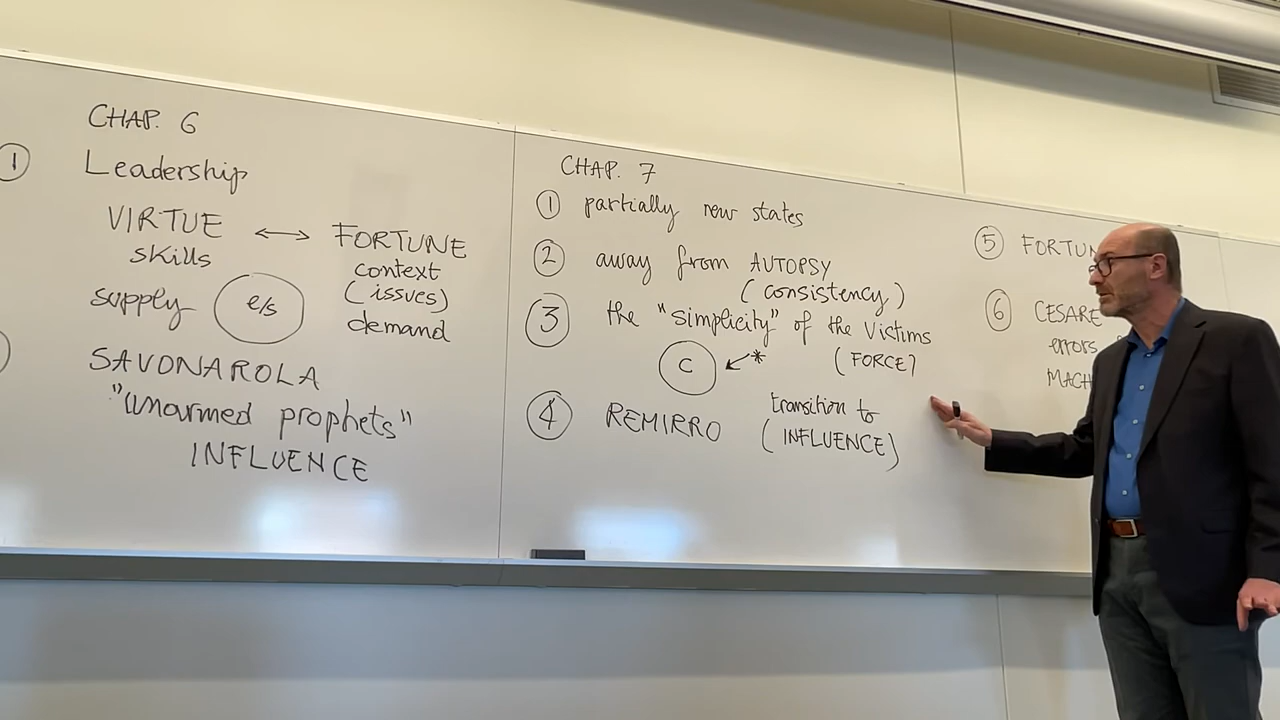 CHAP. 6
① Leadership
VIRTUE ↔ FORTUNE
skills context
(issues)
supply e/s demand
SAVONAROLA
"unarmed prophets"
INFLUENCE
CHAP. 7
① partially new states
② away from AUTOPSY
(consistency)
③ the "simplicity" of the Victims
C ↙* (FORCE)
④ REMIRRO transition to
(INFLUENCE)
⑤ FORTUN
⑥ CESARE
errors
MACH